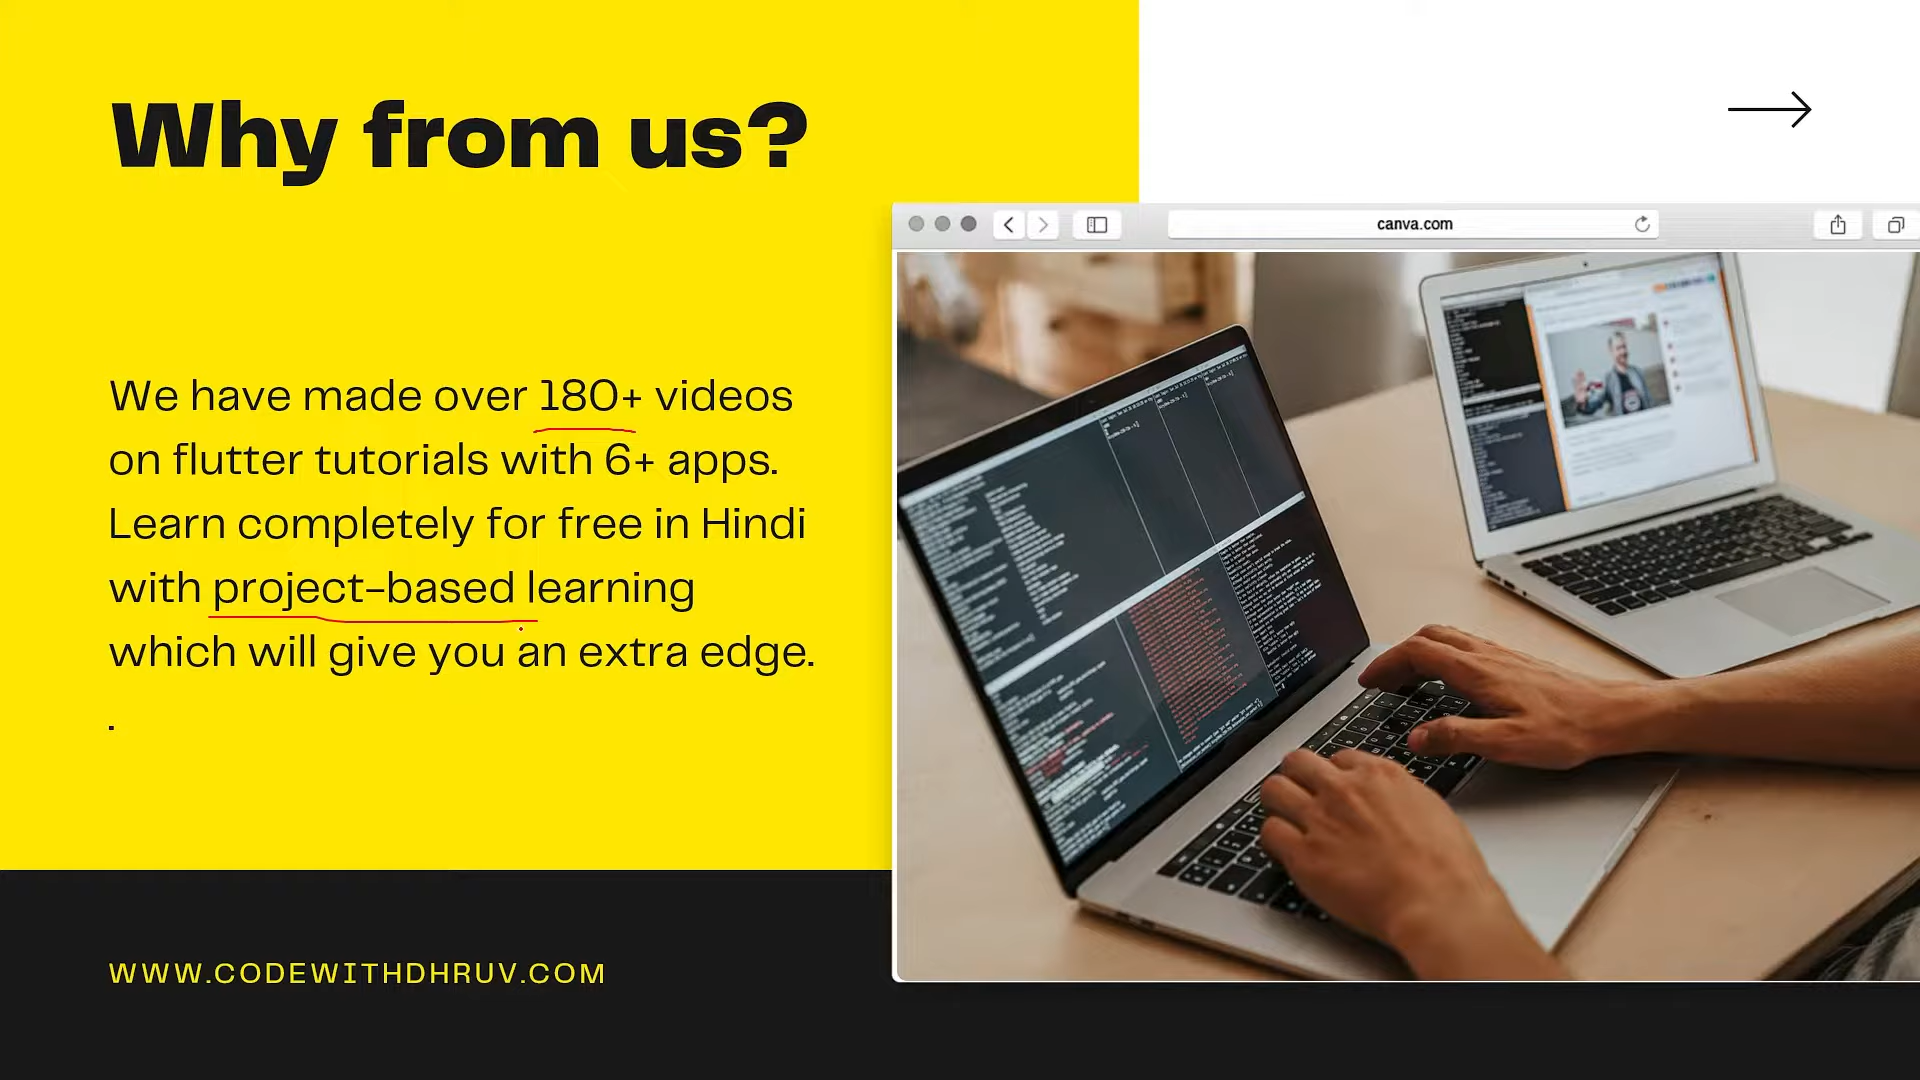 Why from us?
canva.com
We have made over 180+ videos
on flutter tutorials with 6+ apps.
Learn completely for free in Hindi
with project-based learning
which will give you an extra edge.
.
WWW.CODEWITHDHRUV.COM